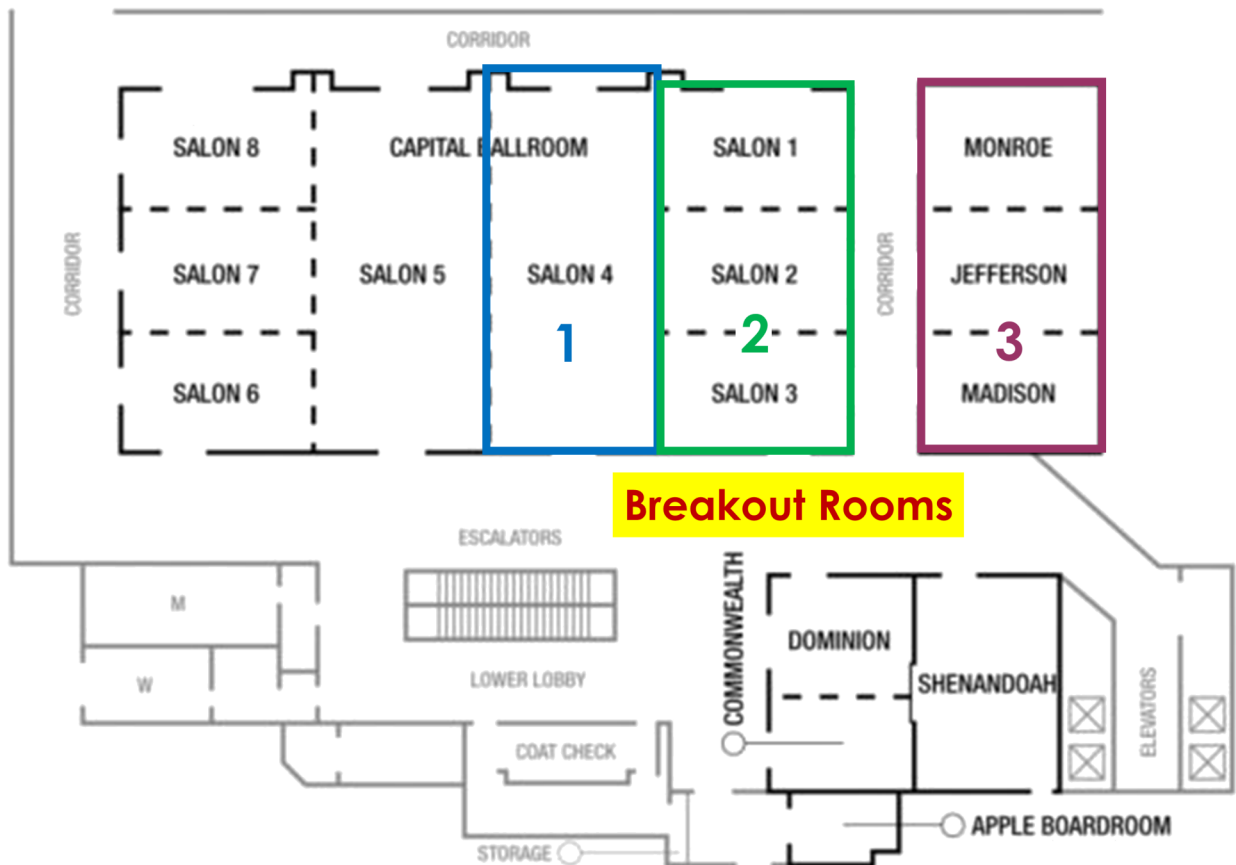 CORRIDOR
SALON 8
CAPITAL BALLROOM
SALON 1
MONROE
CORRIDOR
SALON 7
SALON 5
SALON 4
SALON 2
CORRIDOR
JEFFERSON
1
2
3
SALON 6
SALON 3
MADISON
Breakout Rooms
ESCALATORS
COMMONWEALTH
M
DOMINION
W
LOWER LOBBY
SHENANDOAH
ELEVATORS
COAT CHECK
APPLE BOARDROOM
STORAGE